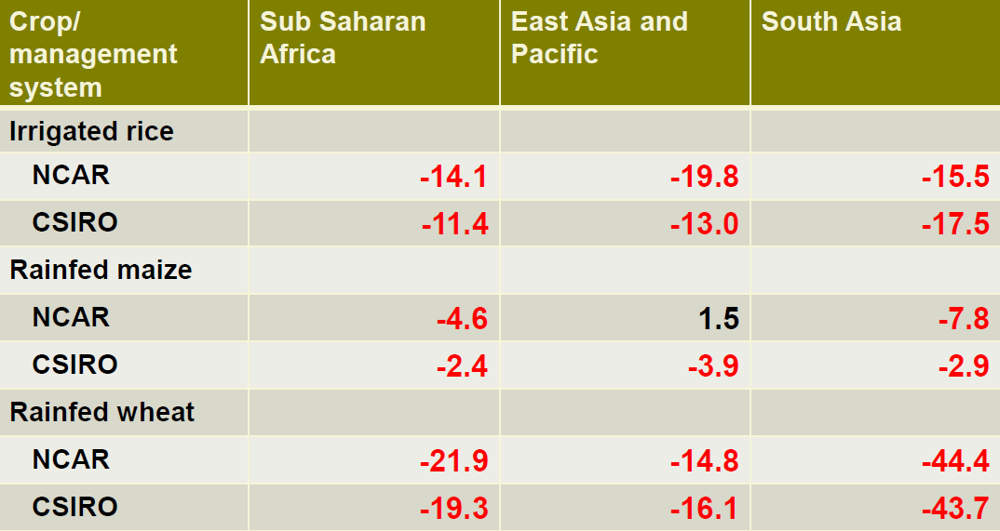 Crop/ management system Sub Saharan Africa East Asia and Pacific South Asia
Irrigated rice
NCAR -14.1 -19.8 -15.5
CSIRO -11.4 -13.0 -17.5
Rainfed maize
NCAR -4.6 1.5 -7.8
CSIRO -2.4 -3.9 -2.9
Rainfed wheat
NCAR -21.9 -14.8 -44.4
CSIRO -19.3 -16.1 -43.7